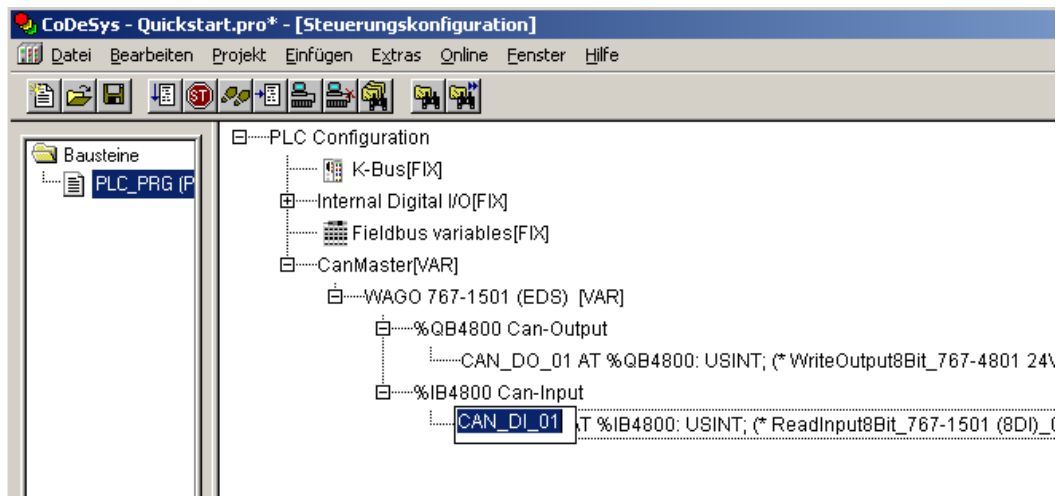 CoDeSys - Quickstart.pro* - [Steuerungskonfiguration]
Datei Bearbeiten Projekt Einfügen Extras Online Fenster Hilfe
ST
Bausteine
PLC_PRG (P
PLC Configuration
K-Bus[FIX]
Internal Digital I/O[FIX]
Fieldbus variables[FIX]
CanMaster[VAR]
WAGO 767-1501 (EDS) [VAR]
%QB4800 Can-Output
CAN_DO_01 AT %QB4800: USINT; (* WriteOutput8Bit_767-4801 24V
%IB4800 Can-Input
CAN_DI_01 AT %IB4800: USINT; (* ReadInput8Bit_767-1501 (8DI)_0